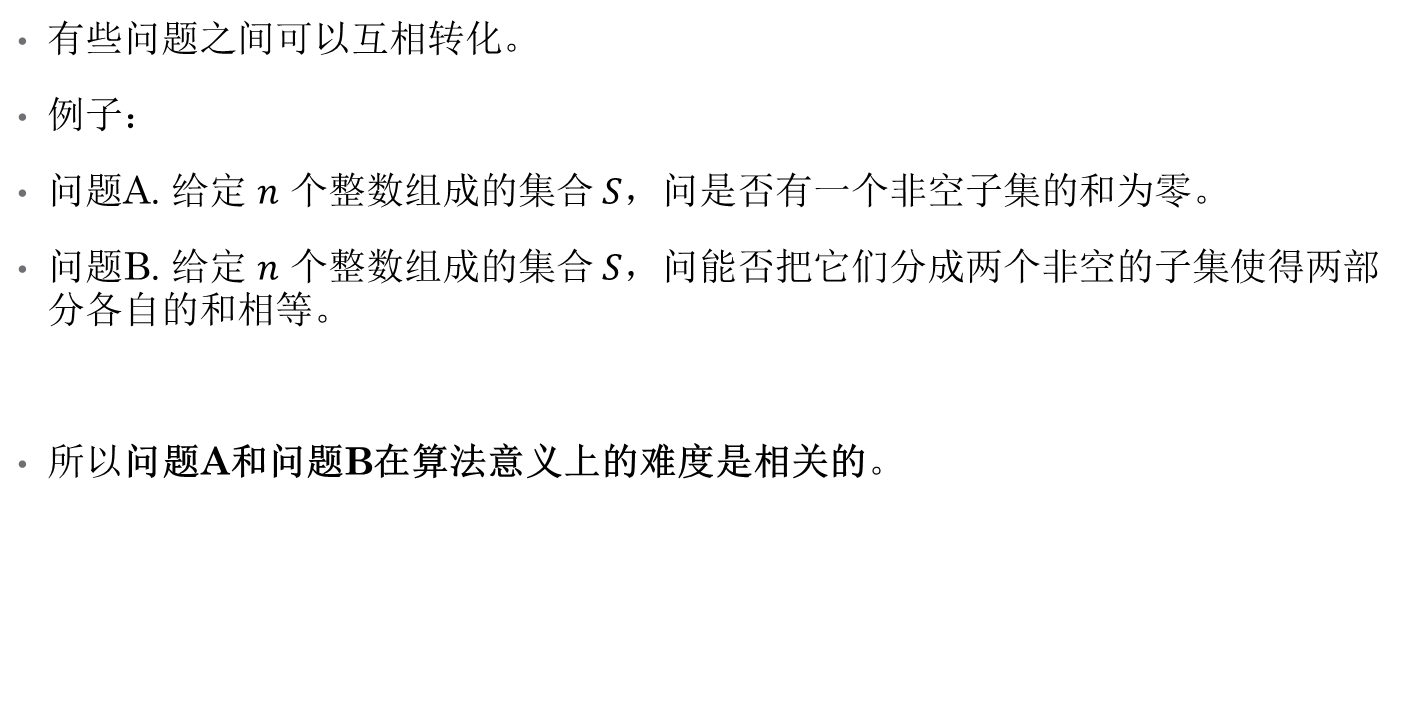 • 有些问题之间可以互相转化。
• 例子：
• 问题A. 给定 n 个整数组成的集合 S，问是否有一个非空子集的和为零。
• 问题B. 给定 n 个整数组成的集合 S，问能否把它们分成两个非空的子集使得两部
分各自的和相等。
• 所以问题A和问题B在算法意义上的难度是相关的。